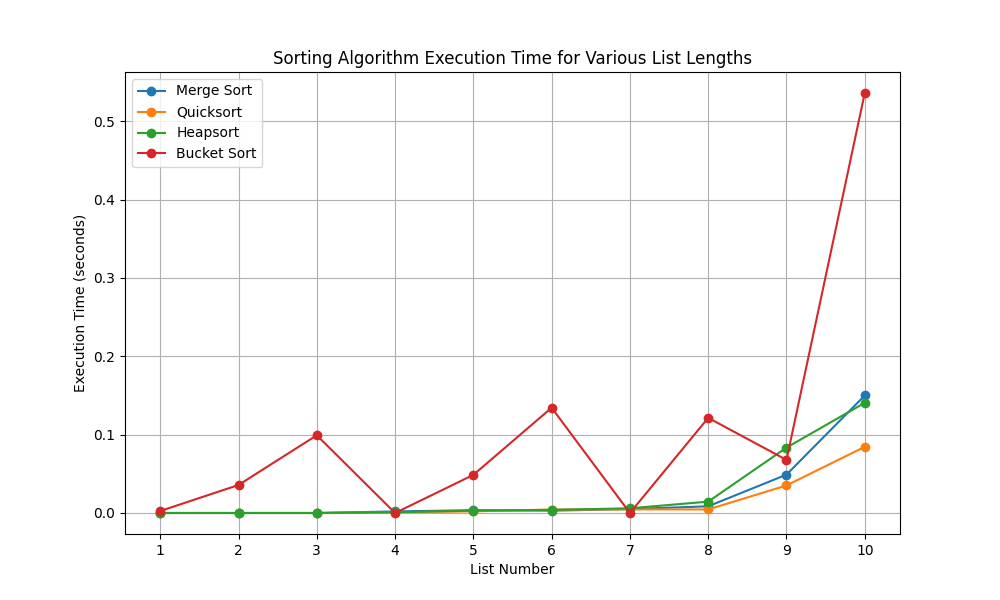 Sorting Algorithm Execution Time for Various List Lengths
Merge Sort
Quicksort
Heapsort
Bucket Sort
Execution Time (seconds)
0.5
0.4
0.3
0.2
0.1
0.0
1 2 3 4 5 6 7 8 9 10
List Number